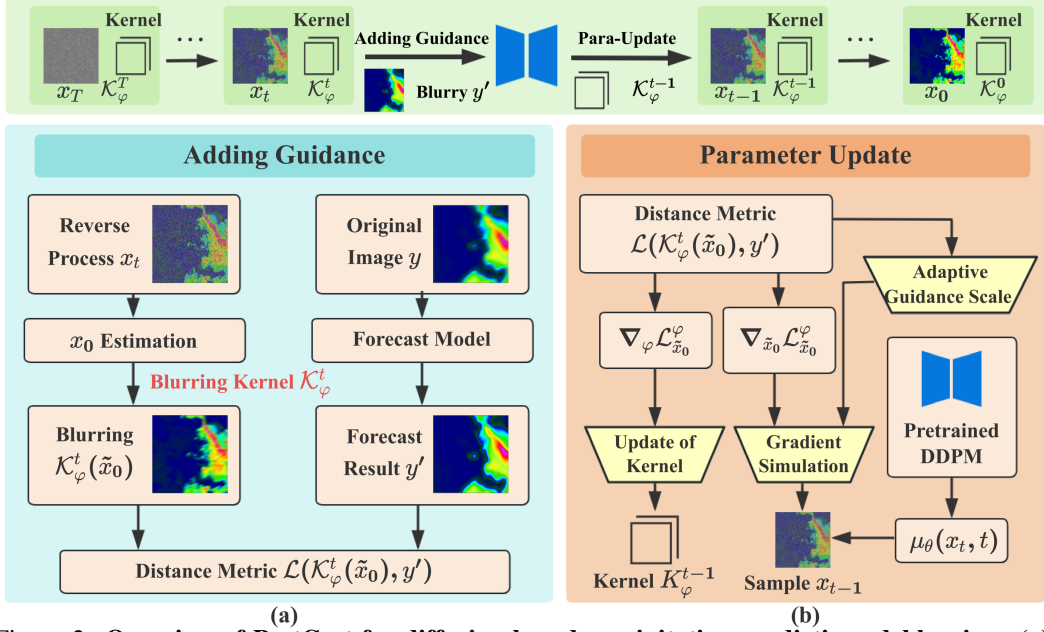 Kernel
Kernel
Adding Guidance
Para-Update
Kernel
Kernel
...
...
Blurry y′
x_T
𝒦_φ^T
x_t
𝒦_φ^t
𝒦_φ^{t−1}
x_{t−1}
𝒦_φ^{t−1}
x_0
𝒦_φ^0
Adding Guidance
Reverse
Process x_t
Original
Image y
x_0 Estimation
Forecast Model
Blurring Kernel 𝒦_φ^t
Blurring
𝒦_φ^t(x̃_0)
Forecast
Result y′
Distance Metric ℒ(𝒦_φ^t(x̃_0), y′)
(a)
Parameter Update
Distance Metric
ℒ(𝒦_φ^t(x̃_0), y′)
Adaptive
Guidance Scale
∇_φ ℒ_{x̃_0}^φ
∇_{x̃_0} ℒ_{x̃_0}^φ
Pretrained
DDPM
Update of
Kernel
Gradient
Simulation
μ_θ(x_t, t)
Kernel K_φ^{t−1}
Sample x_{t−1}
(b)